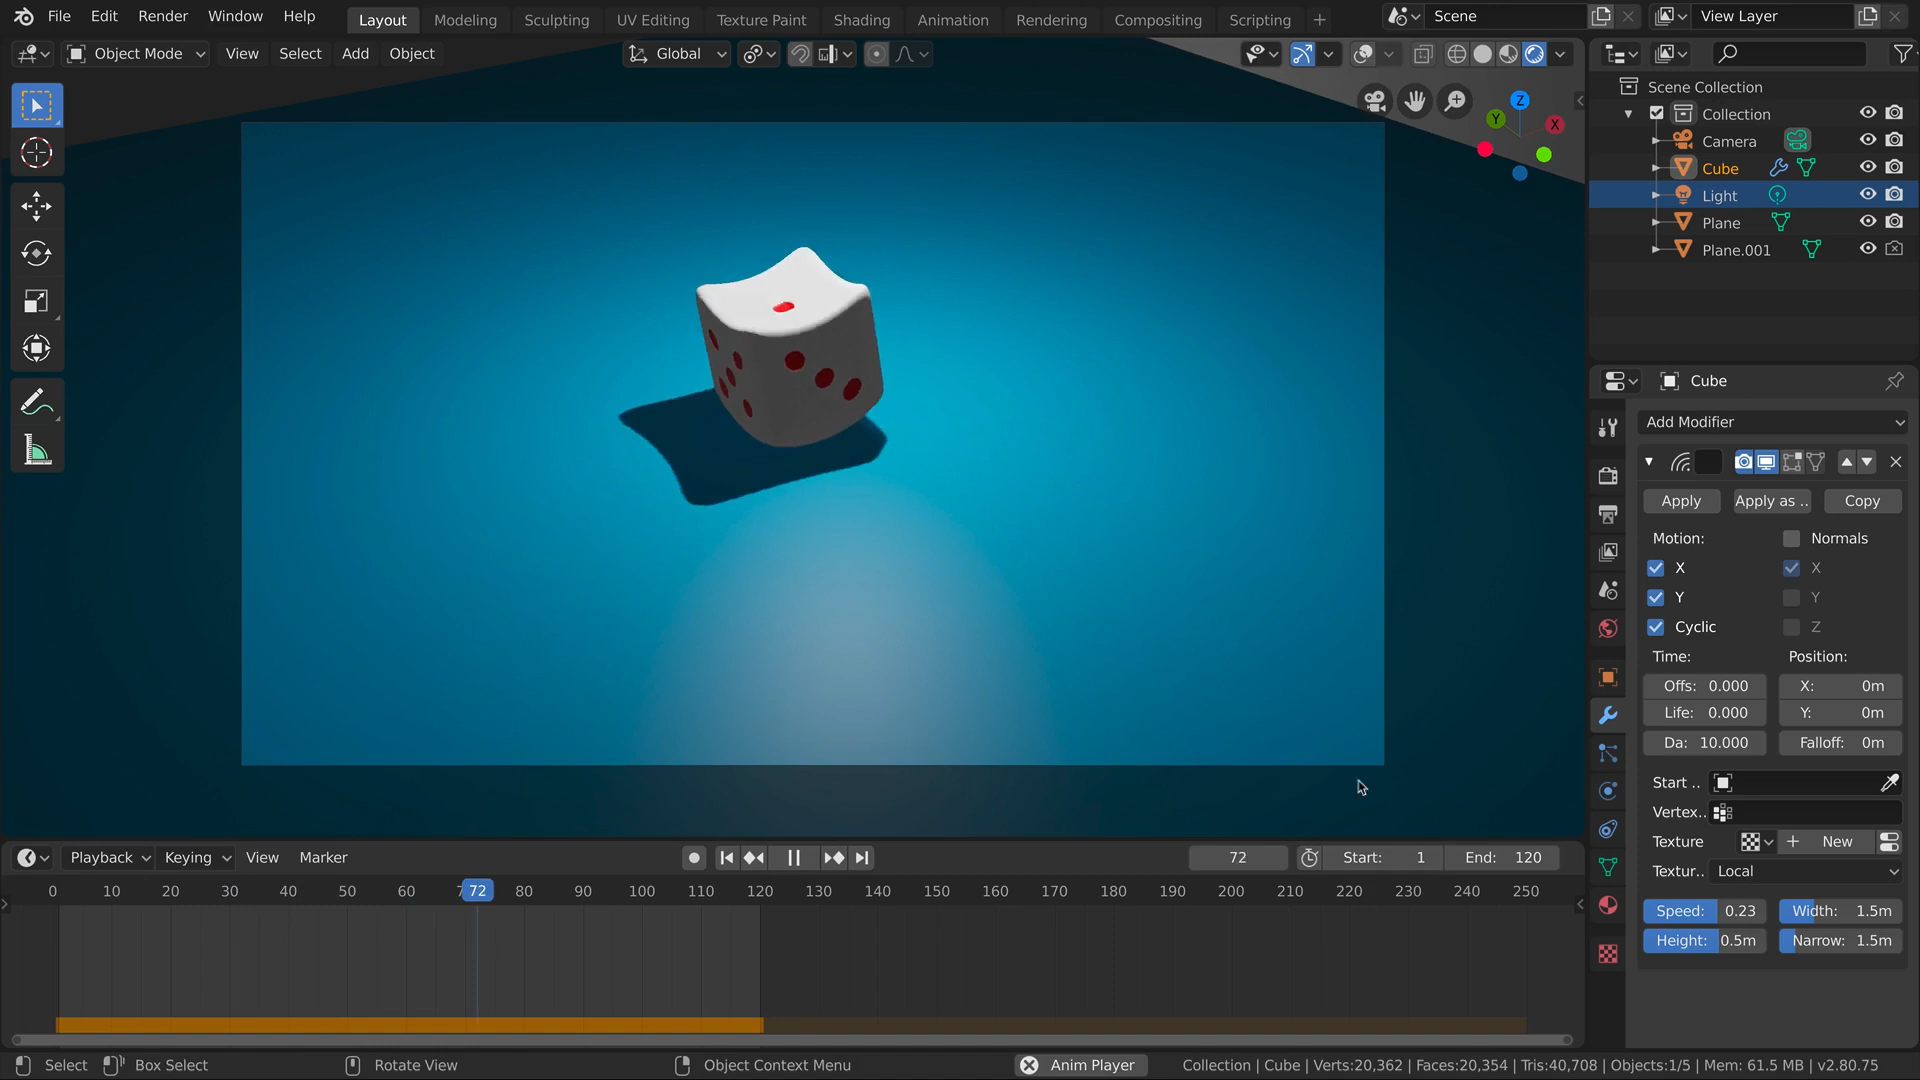 File Edit Render Window Help Layout Modeling Sculpting UV Editing Texture Paint Shading Animation Rendering Compositing Scripting Scene View Layer
Object Mode View Select Add Object Global
Scene Collection
Collection
Camera
Cube
Light
Plane
Plane.001
Z
Y
X
Cube
Add Modifier
Apply Apply as .. Copy
Motion: Normals
X X
Y Y
Cyclic Z
Time: Position:
Offs: 0.000 X: 0m
Life: 0.000 Y: 0m
Da: 10.000 Falloff: 0m
Start ..
Vertex..
Texture New
Textur.. Local
Speed: 0.23 Width: 1.5m
Height: 0.5m Narrow: 1.5m
Playback Keying View Marker 72 Start: 1 End: 120
0 10 20 30 40 50 60 7 72 80 90 100 110 120 130 140 150 160 170 180 190 200 210 220 230 240 250
Select Box Select Rotate View Object Context Menu Anim Player Collection | Cube | Verts:20,362 | Faces:20,354 | Tris:40,708 | Objects:1/5 | Mem: 61.5 MB | v2.80.75